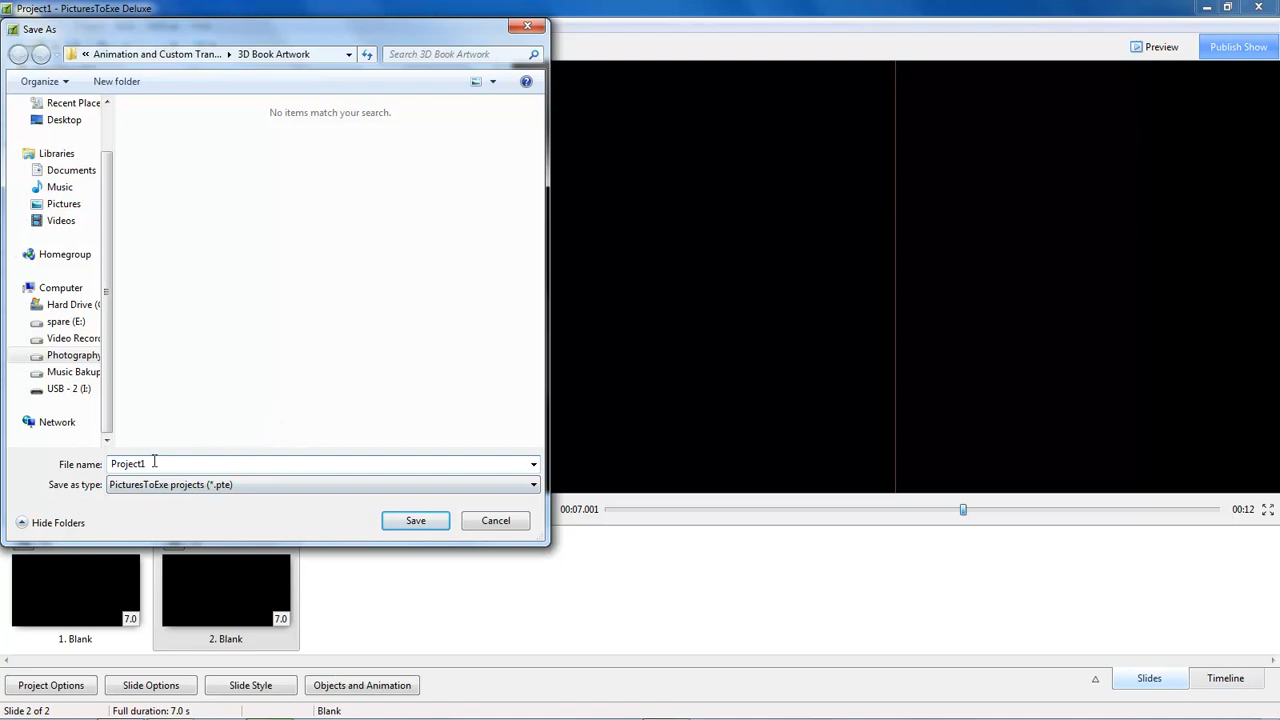 Project1 - PicturesToExe Deluxe
Save As
« Animation and Custom Tran... ▸ 3D Book Artwork
Search 3D Book Artwork
Preview
Publish Show
Organize
New folder
Recent Place
No items match your search.
Desktop
Libraries
Documents
Music
Pictures
Videos
Homegroup
Computer
Hard Drive (
spare (E:)
Video Recor
Photography
Music Bakup
USB - 2 (I:)
Network
File name: Project1
Save as type: PicturesToExe projects (*.pte)
00:07.001
00:12
Hide Folders
Save
Cancel
7.0
7.0
1. Blank
2. Blank
Project Options
Slide Options
Slide Style
Objects and Animation
Slides
Timeline
Slide 2 of 2
Full duration: 7.0 s
Blank